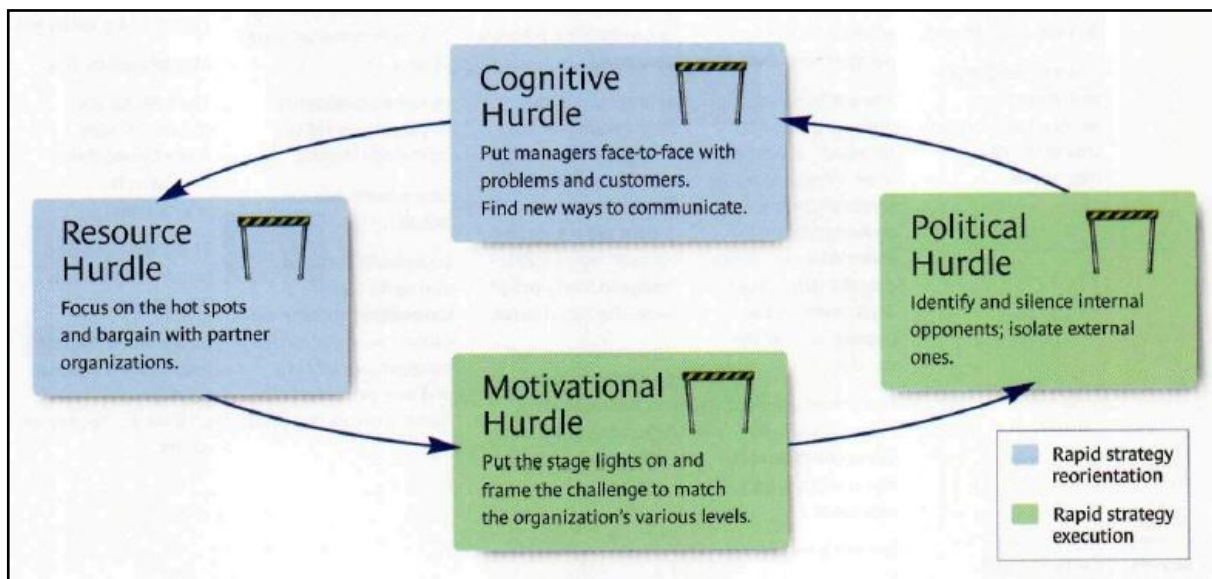 Cognitive
Hurdle
Put managers face-to-face with
problems and customers.
Find new ways to communicate.
Resource
Hurdle
Focus on the hot spots
and bargain with partner
organizations.
Political
Hurdle
Identify and silence internal
opponents; isolate external
ones.
Motivational
Hurdle
Put the stage lights on and
frame the challenge to match
the organization's various levels.
Rapid strategy
reorientation
Rapid strategy
execution